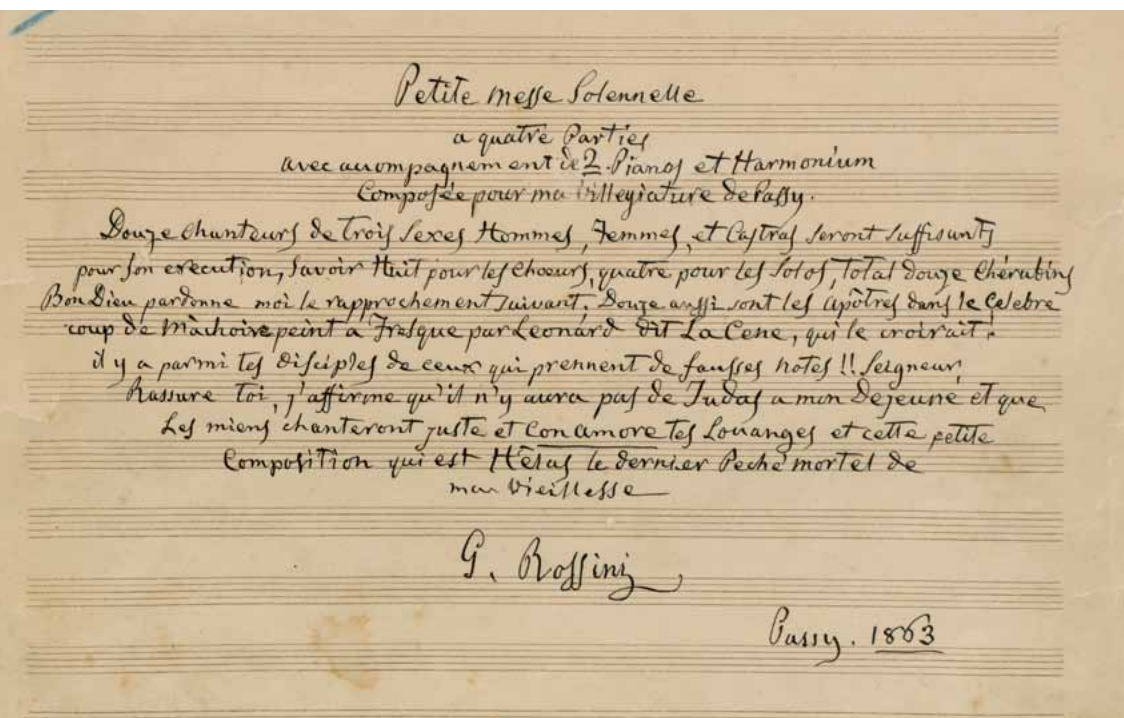 Petite messe Solennelle
a quatre Parties
avec accompagnement de 2 Pianos et Harmonium
Composée pour ma villegiature de Passy.
Douze chanteurs de trois Sexes Hommes, Femmes, et Castras seront suffisants
pour son execution, Savoir Huit pour les Choeurs, quatre pour les Solos, total douze Chérubins
Bon Dieu pardonne moi le rapprochement suivant, Douze aussi sont les Apôtres dans le Celebre
coup de Mâchoire peint a Fresque par Leonard dit La Cene, qui le croirait.
il y a parmi tes disciples de ceux qui prennent de fausses notes !! Seigneur,
Rassure toi, j'affirme qu'il n'y aura pas de Judas a mon Dejeuné et que
Les miens chanteront juste et Con amore tes Louanges et cette petite
Composition qui est Hélas le dernier Peché mortel de
ma Vieillesse
G. Rossini
Passy. 1863